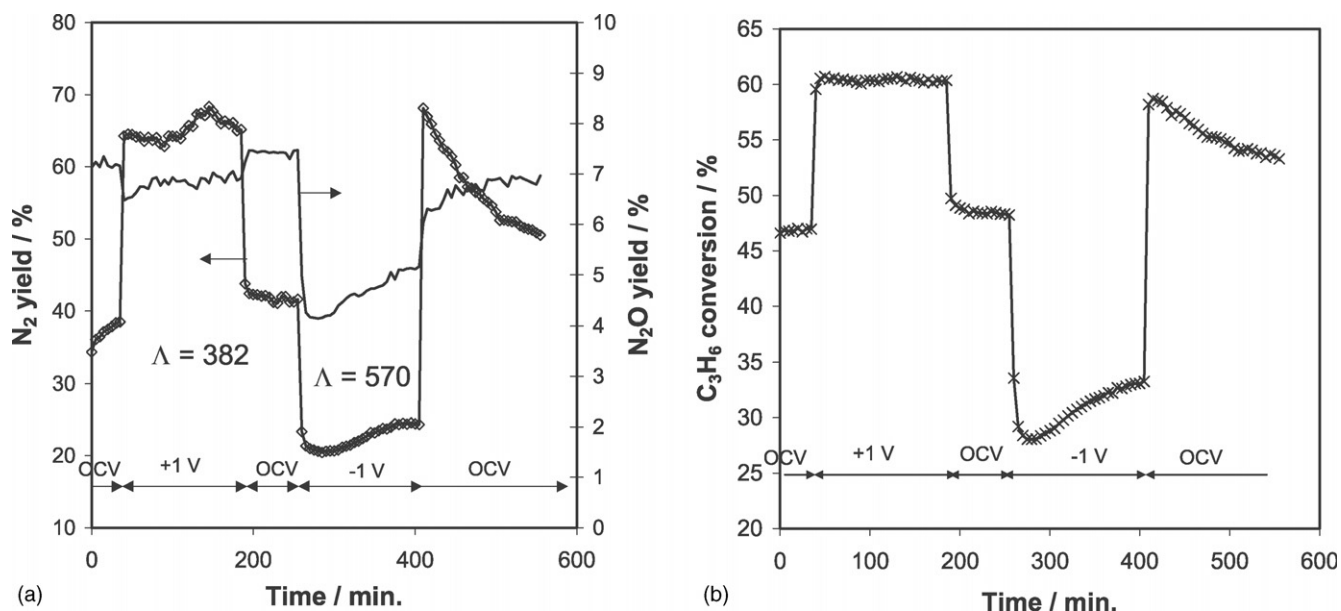 80
70
60
50
40
30
20
10
N₂ yield / %
10
9
8
7
6
5
4
3
2
1
0
N₂O yield / %
Λ = 382
Λ = 570
OCV
+1 V
OCV
-1 V
OCV
0
200
400
600
Time / min.
(a)
65
60
55
50
45
40
35
30
25
20
C₃H₆ conversion / %
OCV
+1 V
OCV
-1 V
OCV
0
100
200
300
400
500
600
Time / min.
(b)